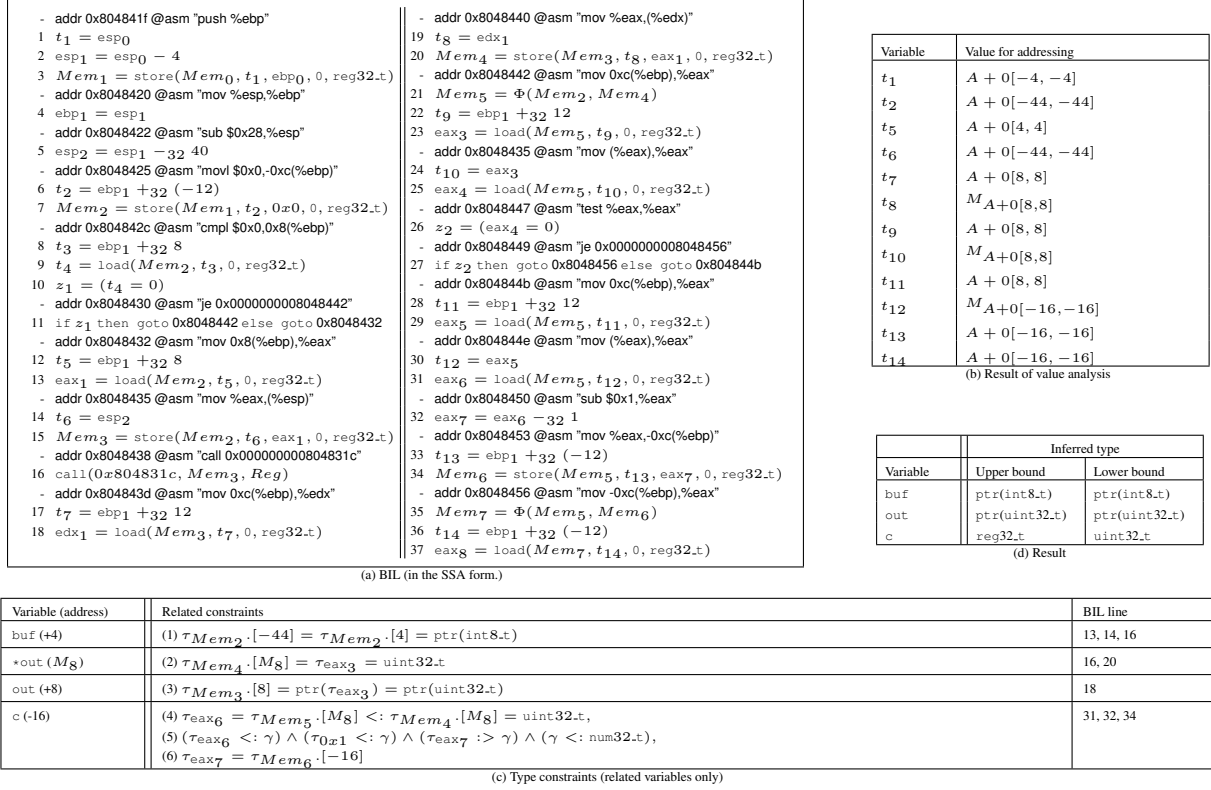 - addr 0x804841f @asm "push %ebp"
1 t1 = esp0
2 esp1 = esp0 − 4
3 Mem1 = store(Mem0, t1, ebp0, 0, reg32_t)
- addr 0x8048420 @asm "mov %esp,%ebp"
4 ebp1 = esp1
- addr 0x8048422 @asm "sub $0x28,%esp"
5 esp2 = esp1 −32 40
- addr 0x8048425 @asm "movl $0x0,-0xc(%ebp)"
6 t2 = ebp1 +32 (−12)
7 Mem2 = store(Mem1, t2, 0x0, 0, reg32_t)
- addr 0x804842c @asm "cmpl $0x0,0x8(%ebp)"
8 t3 = ebp1 +32 8
9 t4 = load(Mem2, t3, 0, reg32_t)
10 z1 = (t4 = 0)
- addr 0x8048430 @asm "je 0x0000000008048442"
11 if z1 then goto 0x8048442 else goto 0x8048432
- addr 0x8048432 @asm "mov 0x8(%ebp),%eax"
12 t5 = ebp1 +32 8
13 eax1 = load(Mem2, t5, 0, reg32_t)
- addr 0x8048435 @asm "mov %eax,(%esp)"
14 t6 = esp2
15 Mem3 = store(Mem2, t6, eax1, 0, reg32_t)
- addr 0x8048438 @asm "call 0x000000000804831c"
16 call(0x804831c, Mem3, Reg)
- addr 0x804843d @asm "mov 0xc(%ebp),%edx"
17 t7 = ebp1 +32 12
18 edx1 = load(Mem3, t7, 0, reg32_t)
- addr 0x8048440 @asm "mov %eax,(%edx)"
19 t8 = edx1
20 Mem4 = store(Mem3, t8, eax1, 0, reg32_t)
- addr 0x8048442 @asm "mov 0xc(%ebp),%eax"
21 Mem5 = Φ(Mem2, Mem4)
22 t9 = ebp1 +32 12
23 eax3 = load(Mem5, t9, 0, reg32_t)
- addr 0x8048435 @asm "mov (%eax),%eax"
24 t10 = eax3
25 eax4 = load(Mem5, t10, 0, reg32_t)
- addr 0x8048447 @asm "test %eax,%eax"
26 z2 = (eax4 = 0)
- addr 0x8048449 @asm "je 0x0000000008048456"
27 if z2 then goto 0x8048456 else goto 0x804844b
- addr 0x804844b @asm "mov 0xc(%ebp),%eax"
28 t11 = ebp1 +32 12
29 eax5 = load(Mem5, t11, 0, reg32_t)
- addr 0x804844e @asm "mov (%eax),%eax"
30 t12 = eax5
31 eax6 = load(Mem5, t12, 0, reg32_t)
- addr 0x8048450 @asm "sub $0x1,%eax"
32 eax7 = eax6 −32 1
- addr 0x8048453 @asm "mov %eax,-0xc(%ebp)"
33 t13 = ebp1 +32 (−12)
34 Mem6 = store(Mem5, t13, eax7, 0, reg32_t)
- addr 0x8048456 @asm "mov -0xc(%ebp),%eax"
35 Mem7 = Φ(Mem5, Mem6)
36 t14 = ebp1 +32 (−12)
37 eax8 = load(Mem7, t14, 0, reg32_t)
(a) BIL (in the SSA form.)
Variable Value for addressing
t1 A + 0[−4, −4]
t2 A + 0[−44, −44]
t5 A + 0[4, 4]
t6 A + 0[−44, −44]
t7 A + 0[8, 8]
t8 MA+0[8,8]
t9 A + 0[8, 8]
t10 MA+0[8,8]
t11 A + 0[8, 8]
t12 MA+0[−16,−16]
t13 A + 0[−16, −16]
t14 A + 0[−16, −16]
(b) Result of value analysis
Inferred type
Variable Upper bound Lower bound
buf ptr(int8_t) ptr(int8_t)
out ptr(uint32_t) ptr(uint32_t)
c reg32_t uint32_t
(d) Result
Variable (address) Related constraints BIL line
buf (+4) (1) τMem2.[−44] = τMem2.[4] = ptr(int8_t) 13, 14, 16
*out (M8) (2) τMem4.[M8] = τeax3 = uint32_t 16, 20
out (+8) (3) τMem3.[8] = ptr(τeax3) = ptr(uint32_t) 18
c (-16) (4) τeax6 = τMem5.[M8] <: τMem4.[M8] = uint32_t, 31, 32, 34
(5) (τeax6 <: γ) ∧ (τ0x1 <: γ) ∧ (τeax7 :> γ) ∧ (γ <: num32_t),
(6) τeax7 = τMem6.[−16]
(c) Type constraints (related variables only)